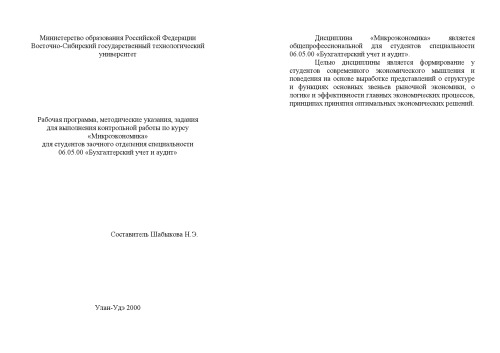 Министерство образования Российской Федерации
Восточно-Сибирский государственный технологический
университет
Рабочая программа, методические указания, задания
для выполнения контрольной работы по курсу
«Микроэкономика»
для студентов заочного отделения специальности
06.05.00 «Бухгалтерский учет и аудит»
Составитель Шабыкова Н.Э.
Улан-Удэ 2000
Дисциплина «Микроэкономика» является
общепрофессиональной для студентов специальности
06.05.00 «Бухгалтерский учет и аудит».
Целью дисциплины является формирование у
студентов современного экономического мышления и
поведения на основе выработке представлений о структуре
и функциях основных звеньев рыночной экономики, о
логике и эффективности главных экономических процессов,
принципах принятия оптимальных экономических решений.